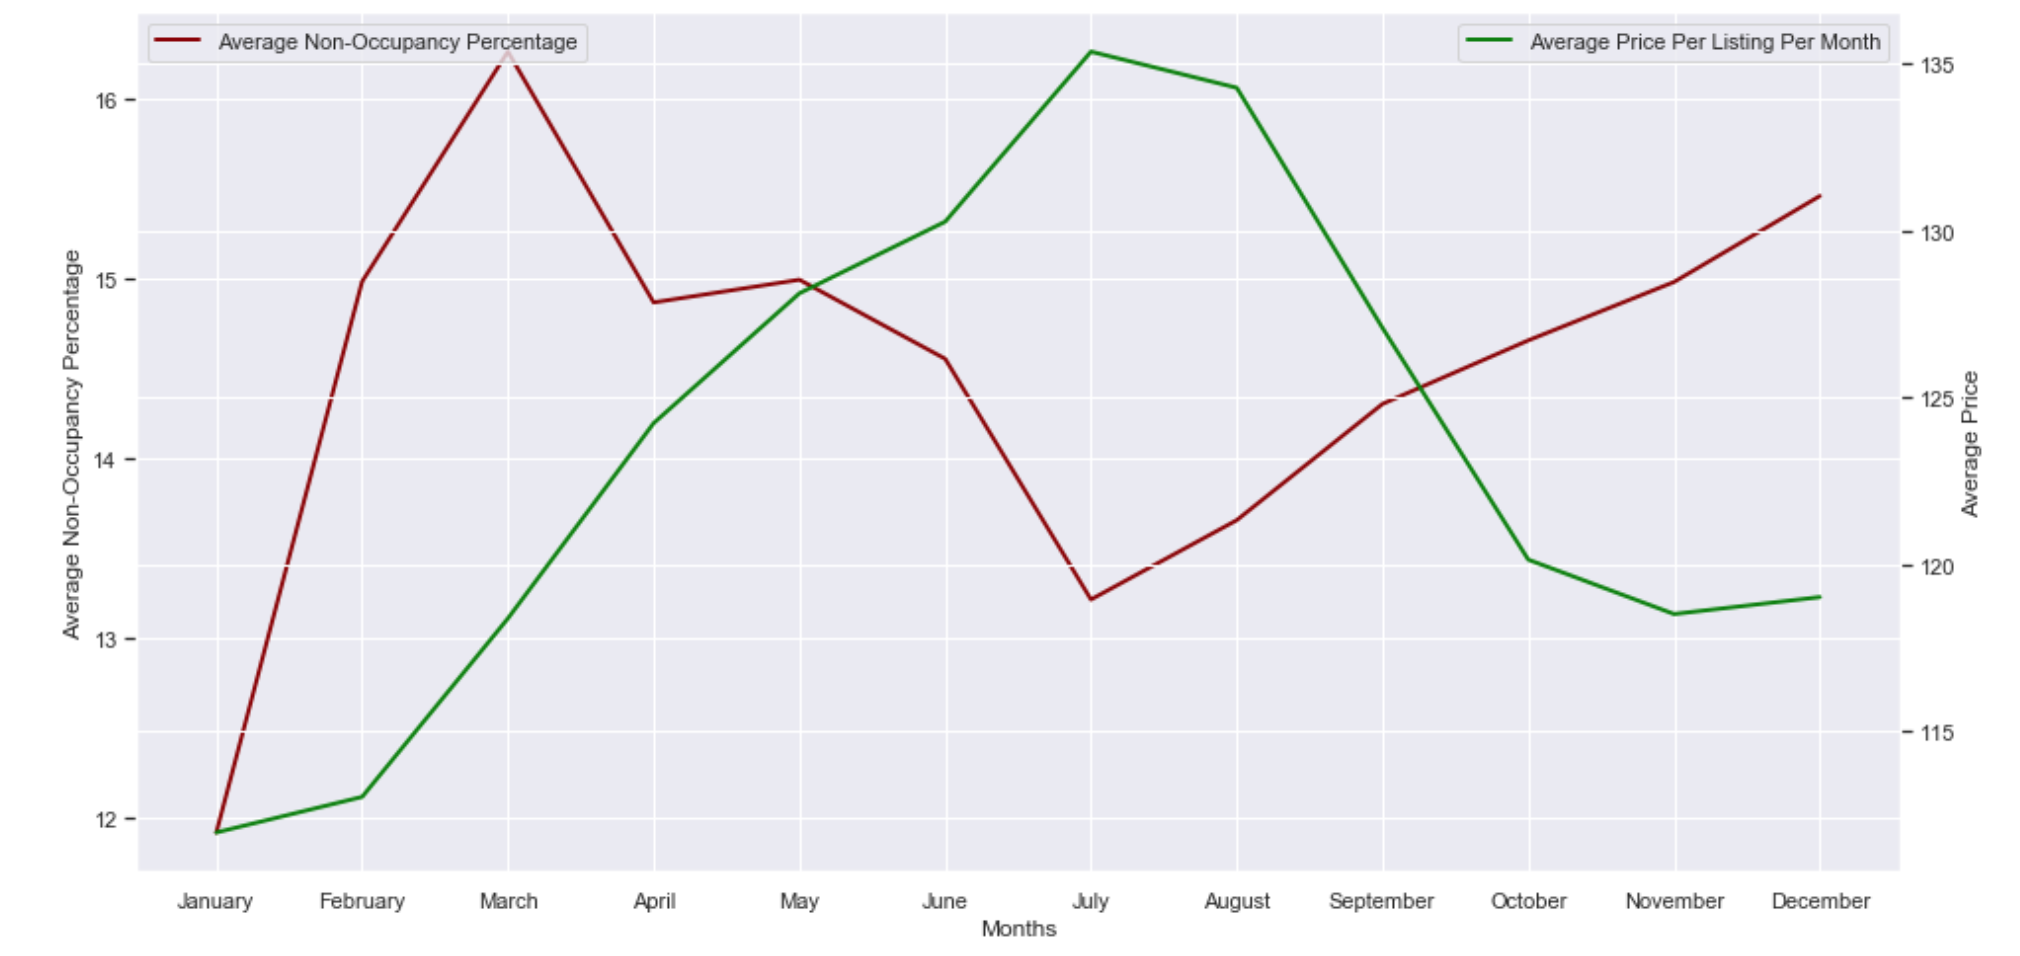 Average Non-Occupancy Percentage
Average Price Per Listing Per Month
16
15
14
13
12
Average Non-Occupancy Percentage
135
130
125
120
115
Average Price
January February March April May June July August September October November December
Months